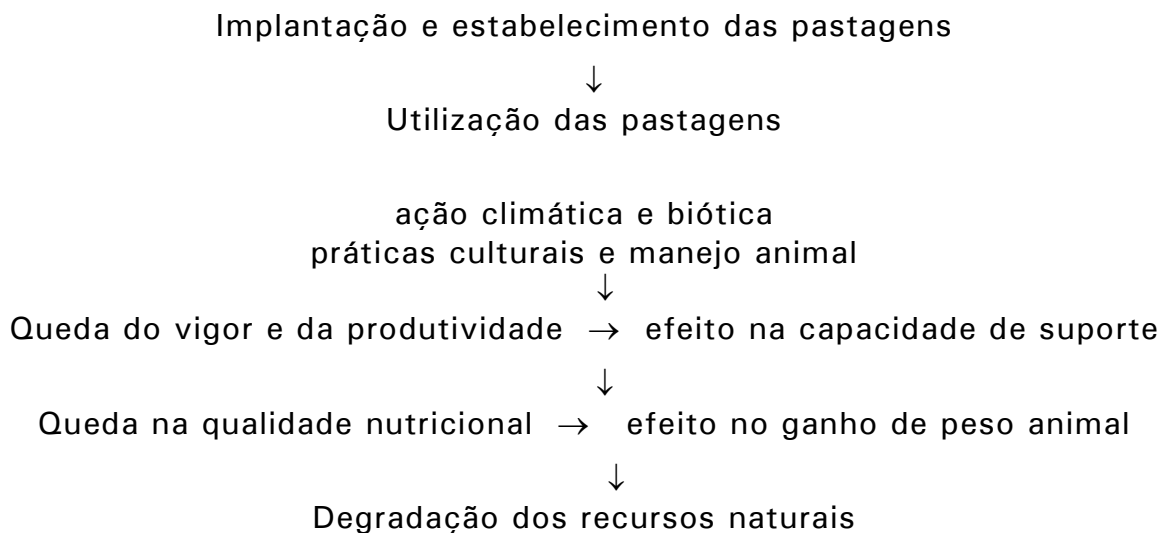 Implantação e estabelecimento das pastagens
↓
Utilização das pastagens
ação climática e biótica
práticas culturais e manejo animal
↓
Queda do vigor e da produtividade → efeito na capacidade de suporte
↓
Queda na qualidade nutricional → efeito no ganho de peso animal
↓
Degradação dos recursos naturais